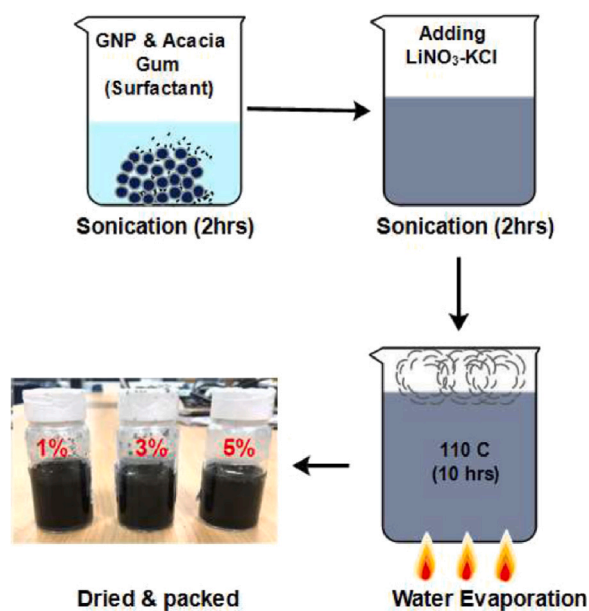 GNP & Acacia
Gum
(Surfactant)
Sonication (2hrs)
Adding
LiNO₃-KCl
Sonication (2hrs)
110 C
(10 hrs)
Water Evaporation
1%
3%
5%
Dried & packed